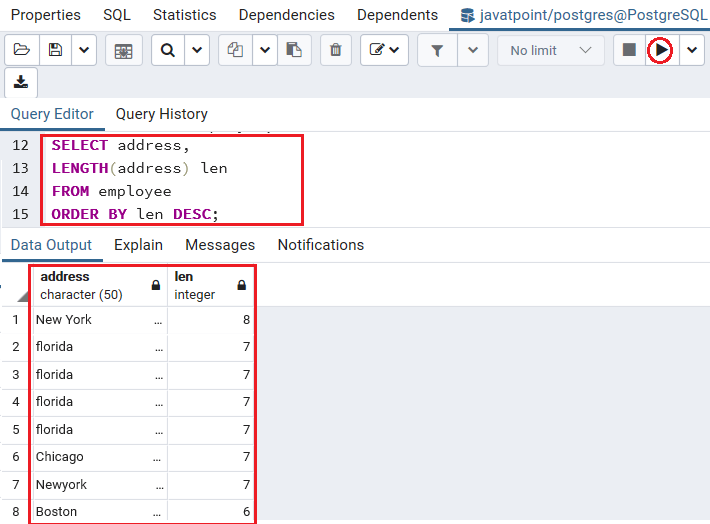 Properties SQL Statistics Dependencies Dependents javatpoint/postgres@PostgreSQL
No limit
Query Editor Query History
12 SELECT address,
13 LENGTH(address) len
14 FROM employee
15 ORDER BY len DESC;
Data Output Explain Messages Notifications
address len
character (50) integer
1 New York ... 8
2 florida ... 7
3 florida ... 7
4 florida ... 7
5 florida ... 7
6 Chicago ... 7
7 Newyork ... 7
8 Boston ... 6